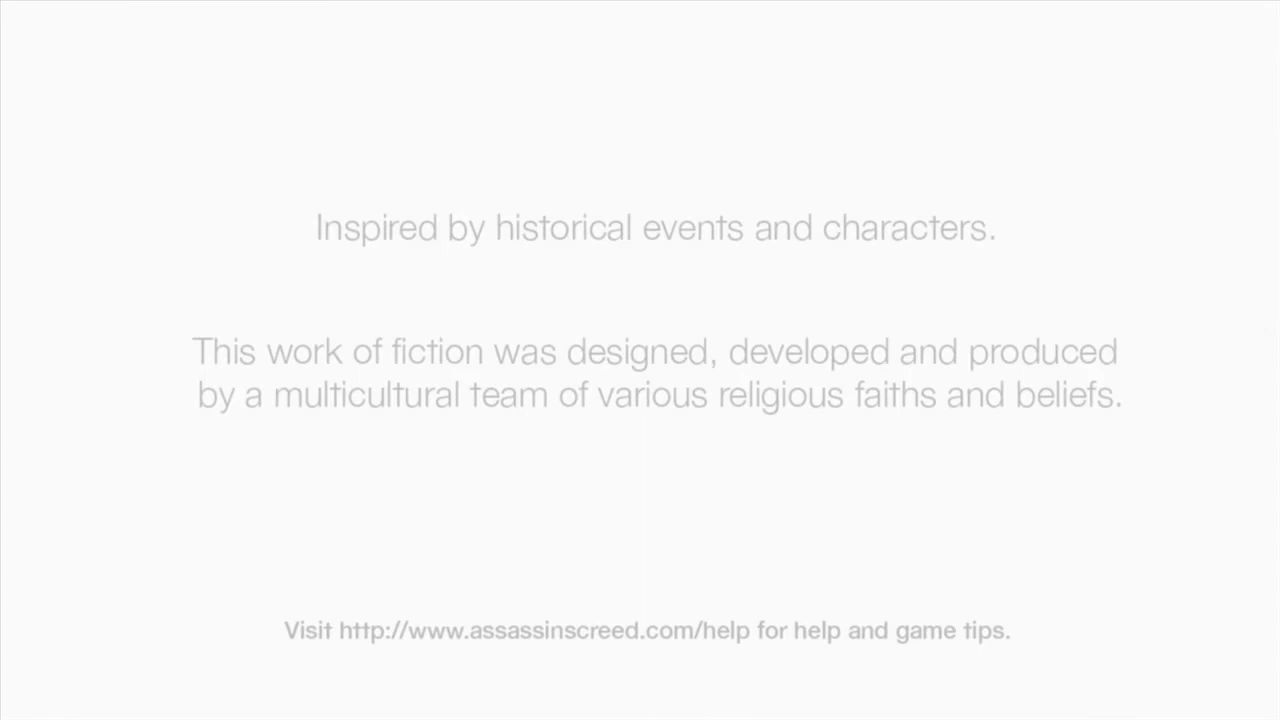 Inspired by historical events and characters.
This work of fiction was designed, developed and produced
by a multicultural team of various religious faiths and beliefs.
Visit http://www.assassinscreed.com/help for help and game tips.